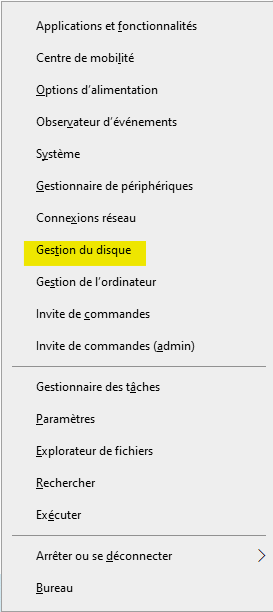 Applications et fonctionnalités
Centre de mobilité
Options d'alimentation
Observateur d'événements
Système
Gestionnaire de périphériques
Connexions réseau
Gestion du disque
Gestion de l'ordinateur
Invite de commandes
Invite de commandes (admin)
Gestionnaire des tâches
Paramètres
Explorateur de fichiers
Rechercher
Exécuter
Arrêter ou se déconnecter
Bureau